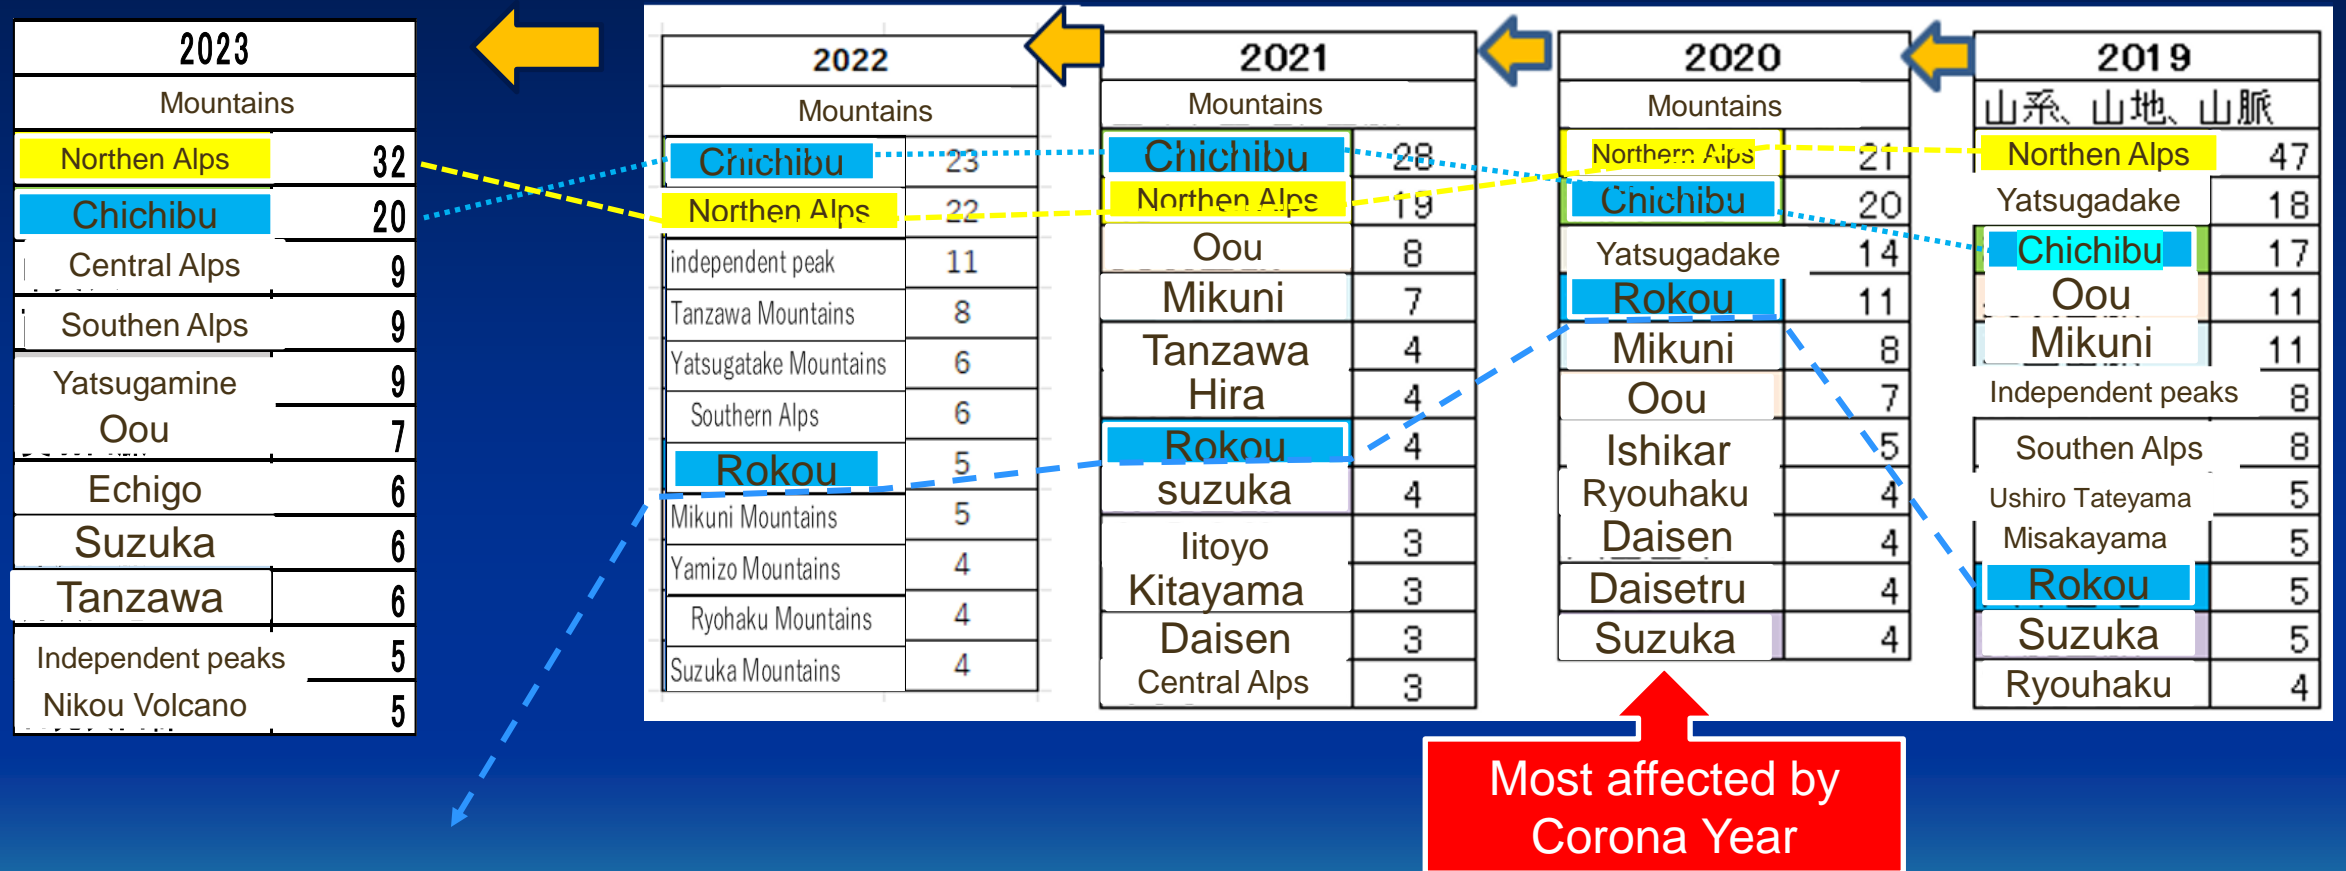 2023
Mountains
Northen Alps 32
Chichibu 20
Central Alps 9
Southen Alps 9
Yatsugamine 9
Oou 7
Echigo 6
Suzuka 6
Tanzawa 6
Independent peaks 5
Nikou Volcano 5
2022
Mountains
Chichibu 23
Northen Alps 22
independent peak 11
Tanzawa Mountains 8
Yatsugatake Mountains 6
Southern Alps 6
Rokou 5
Mikuni Mountains 5
Yamizo Mountains 4
Ryohaku Mountains 4
Suzuka Mountains 4
2021
Mountains
Chichibu 28
Northen Alps 19
Oou 8
Mikuni 7
Tanzawa 4
Hira 4
Rokou 4
suzuka 4
Iitoyo 3
Kitayama 3
Daisen 3
Central Alps 3
2020
Mountains
Northern Alps 21
Chichibu 20
Yatsugadake 14
Rokou 11
Mikuni 8
Oou 7
Ishikar 5
Ryouhaku 4
Daisen 4
Daisetru 4
Suzuka 4
2019
山系、山地、山脈
Northen Alps 47
Yatsugadake 18
Chichibu 17
Oou 11
Mikuni 11
Independent peaks 8
Southen Alps 8
Ushiro Tateyama 5
Misakayama 5
Rokou 5
Suzuka 5
Ryouhaku 4
Most affected by
Corona Year